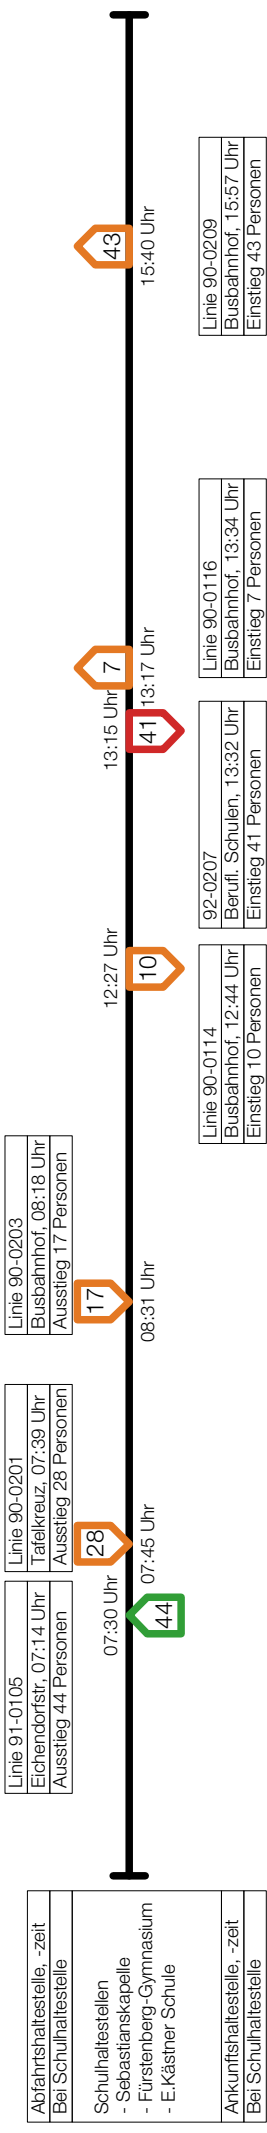 Abfahrtshaltestelle, -zeit
Bei Schulhaltestelle
Schulhaltestellen
- Sebastianskapelle
- Fürstenberg-Gymnasium
- E.Kästner Schule
Ankunftshaltestelle, -zeit
Bei Schulhaltestelle
Linie 91-0105
Eichendorfstr, 07:14 Uhr
Ausstieg 44 Personen
07:30 Uhr
44
Linie 90-0201
Tafelkreuz, 07:39 Uhr
Ausstieg 28 Personen
28
07:45 Uhr
Linie 90-0203
Busbahnhof, 08:18 Uhr
Ausstieg 17 Personen
17
08:31 Uhr
12:27 Uhr
10
Linie 90-0114
Busbahnhof, 12:44 Uhr
Einstieg 10 Personen
13:15 Uhr
41
92-0207
Berufl. Schulen, 13:32 Uhr
Einstieg 41 Personen
7
13:17 Uhr
Linie 90-0116
Busbahnhof, 13:34 Uhr
Einstieg 7 Personen
43
15:40 Uhr
Linie 90-0209
Busbahnhof, 15:57 Uhr
Einstieg 43 Personen